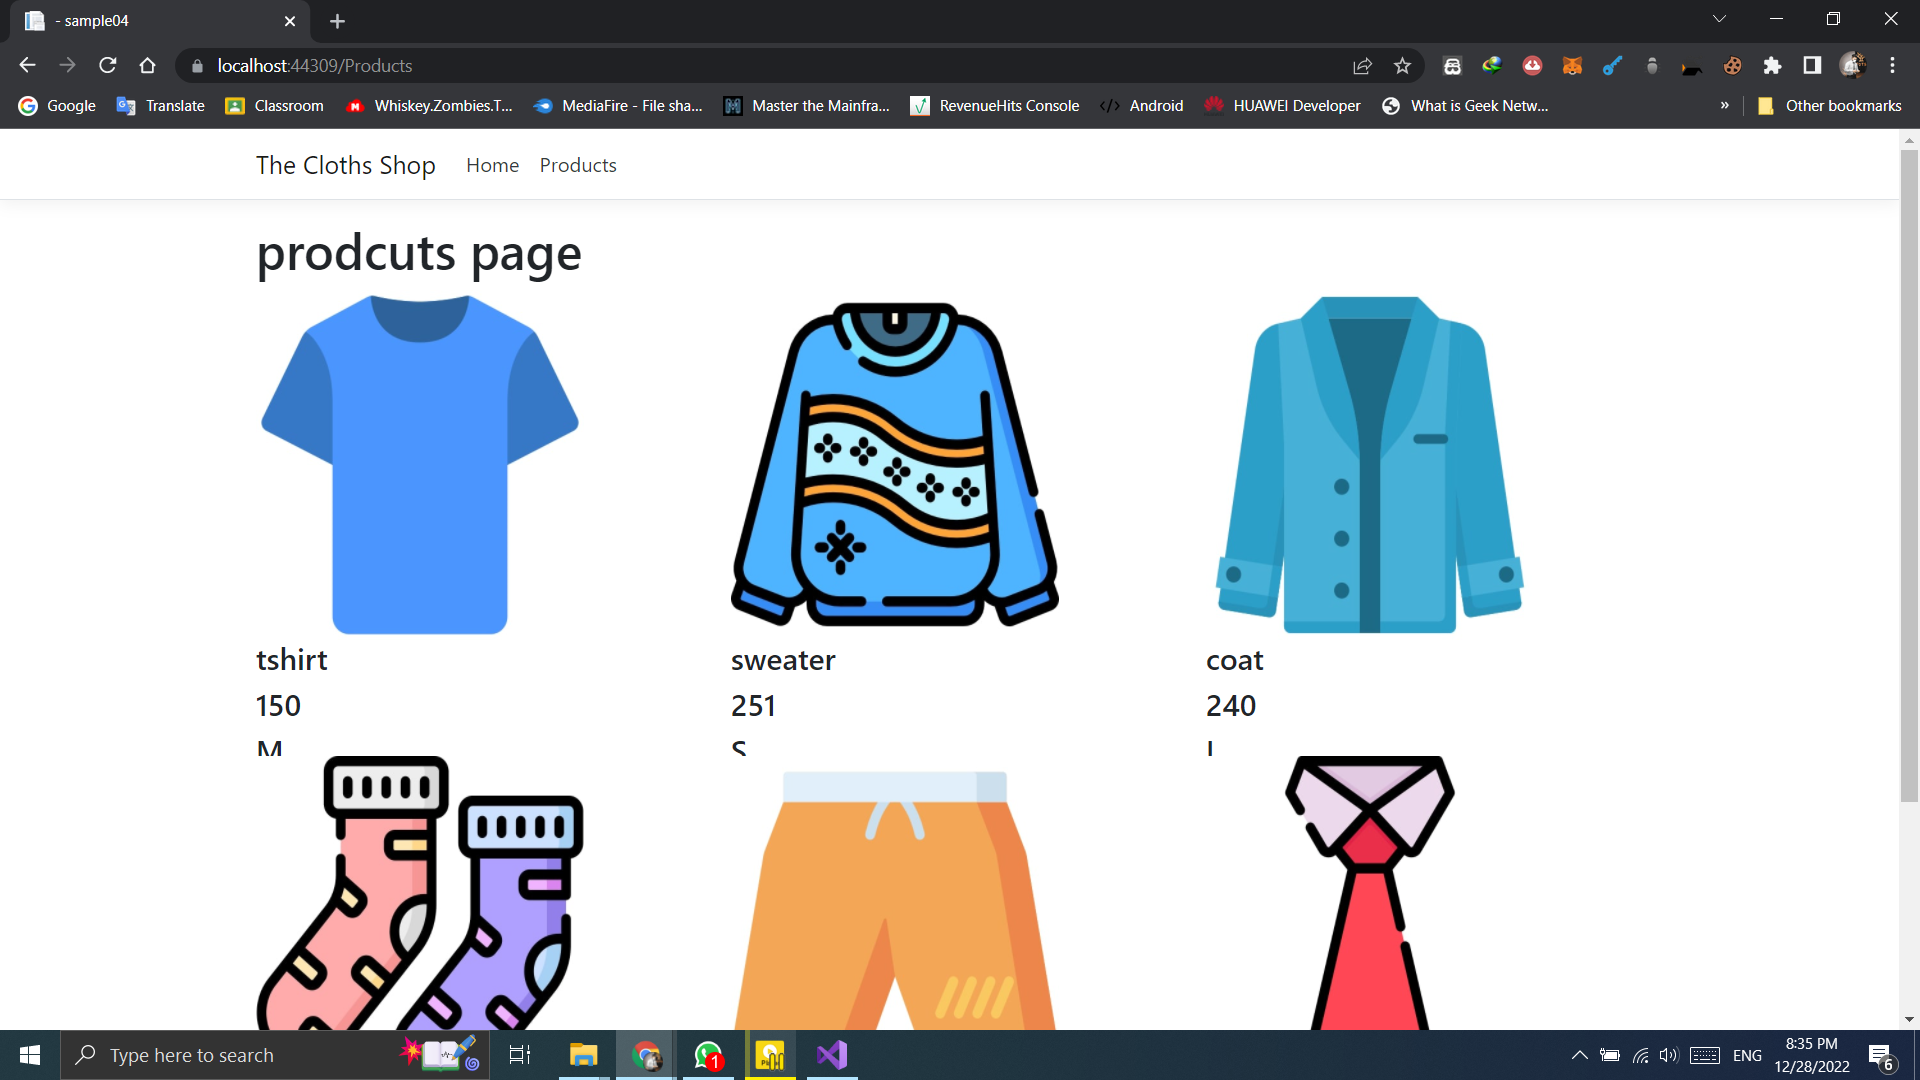 - sample04
localhost:44309/Products
Google Translate Classroom Whiskey.Zombies.T... MediaFire - File sha... Master the Mainfra... RevenueHits Console Android HUAWEI Developer What is Geek Netw... » Other bookmarks
The Cloths Shop Home Products
prodcuts page
tshirt sweater coat
150 251 240
M S L
Type here to search
1
ENG
8:35 PM
12/28/2022
6